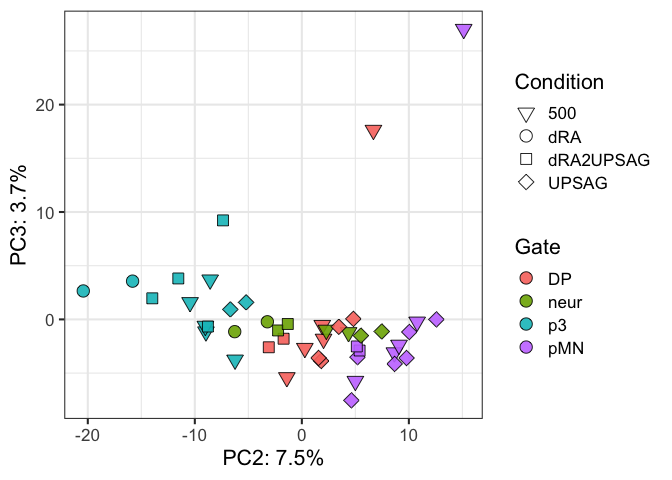 20
10
0
-20
-10
0
10
PC2: 7.5%
PC3: 3.7%
Condition
500
dRA
dRA2UPSAG
UPSAG
Gate
DP
neur
p3
pMN